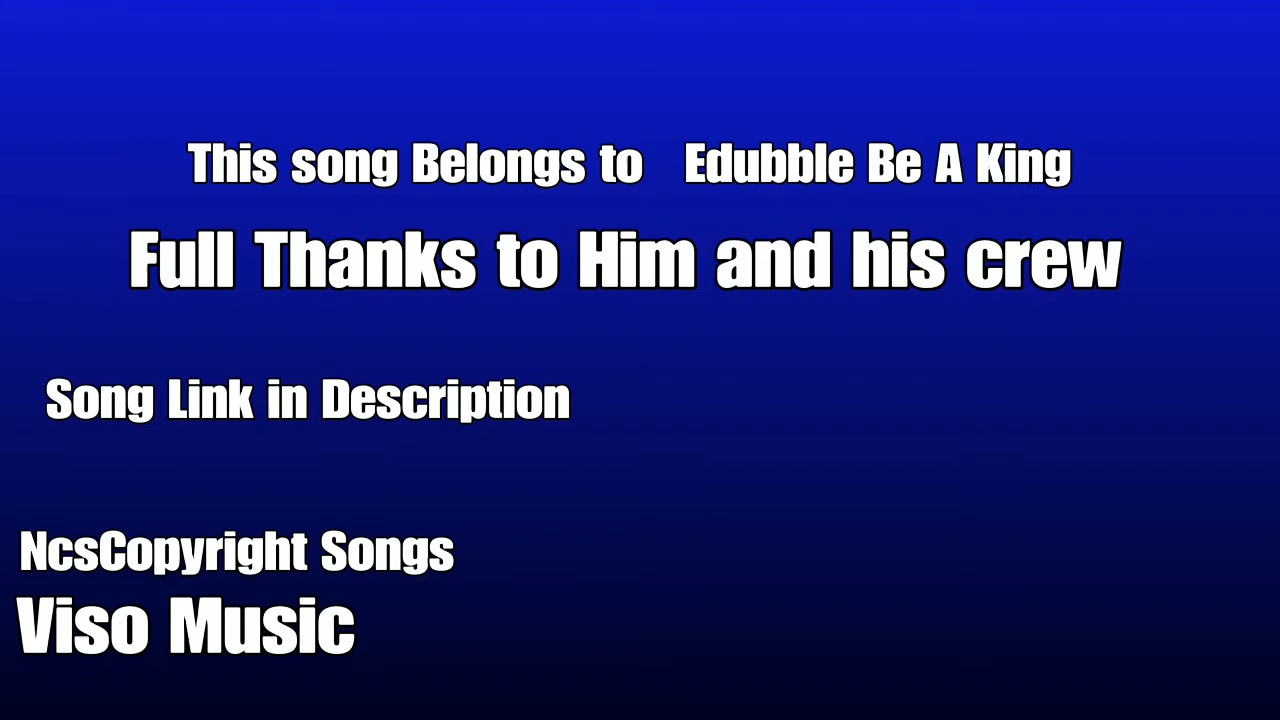 This song Belongs to Edubble Be A King
Full Thanks to Him and his crew
Song Link in Description
NcsCopyright Songs
Viso Music